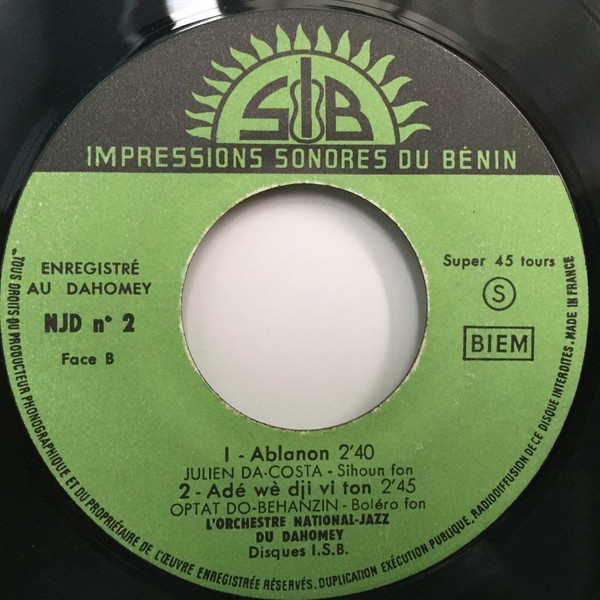 SIB
IMPRESSIONS SONORES DU BÉNIN
ENREGISTRÉ
AU DAHOMEY
NJD n° 2
Face B
Super 45 tours
S
BIEM
1 - Ablanon 2'40
JULIEN DA-COSTA - Sihoun fon
2 - Adé wè dji vi ton 2'45
OPTAT DO-BEHANZIN - Boléro fon
L'ORCHESTRE NATIONAL-JAZZ
DU DAHOMEY
Disques I.S.B.
TOUS DROITS DU PRODUCTEUR PHONOGRAPHIQUE ET DU PROPRIÉTAIRE DE L'ŒUVRE ENREGISTRÉE RÉSERVÉS. DUPLICATION EXÉCUTION PUBLIQUE, RADIODIFFUSION DE CE DISQUE INTERDITES. MADE IN FRANCE